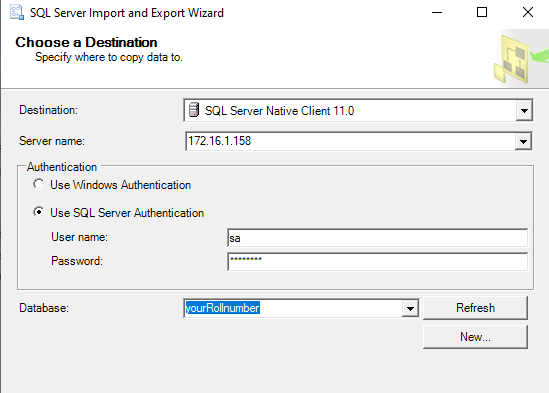 SQL Server Import and Export Wizard
Choose a Destination
Specify where to copy data to.
Destination: SQL Server Native Client 11.0
Server name: 172.16.1.158
Authentication
Use Windows Authentication
Use SQL Server Authentication
User name: sa
Password: ********
Database: yourRollnumber Refresh
New...